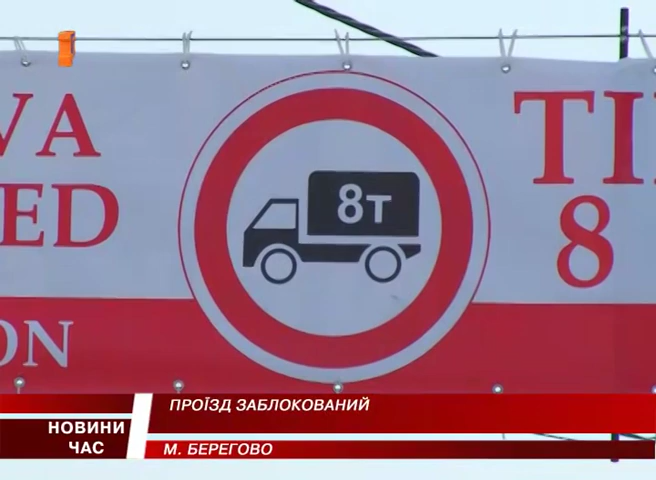 VA
ED
ON
8т
TI
8
ПРОЇЗД ЗАБЛОКОВАНИЙ
НОВИНИ
ЧАС
М. БЕРЕГОВО